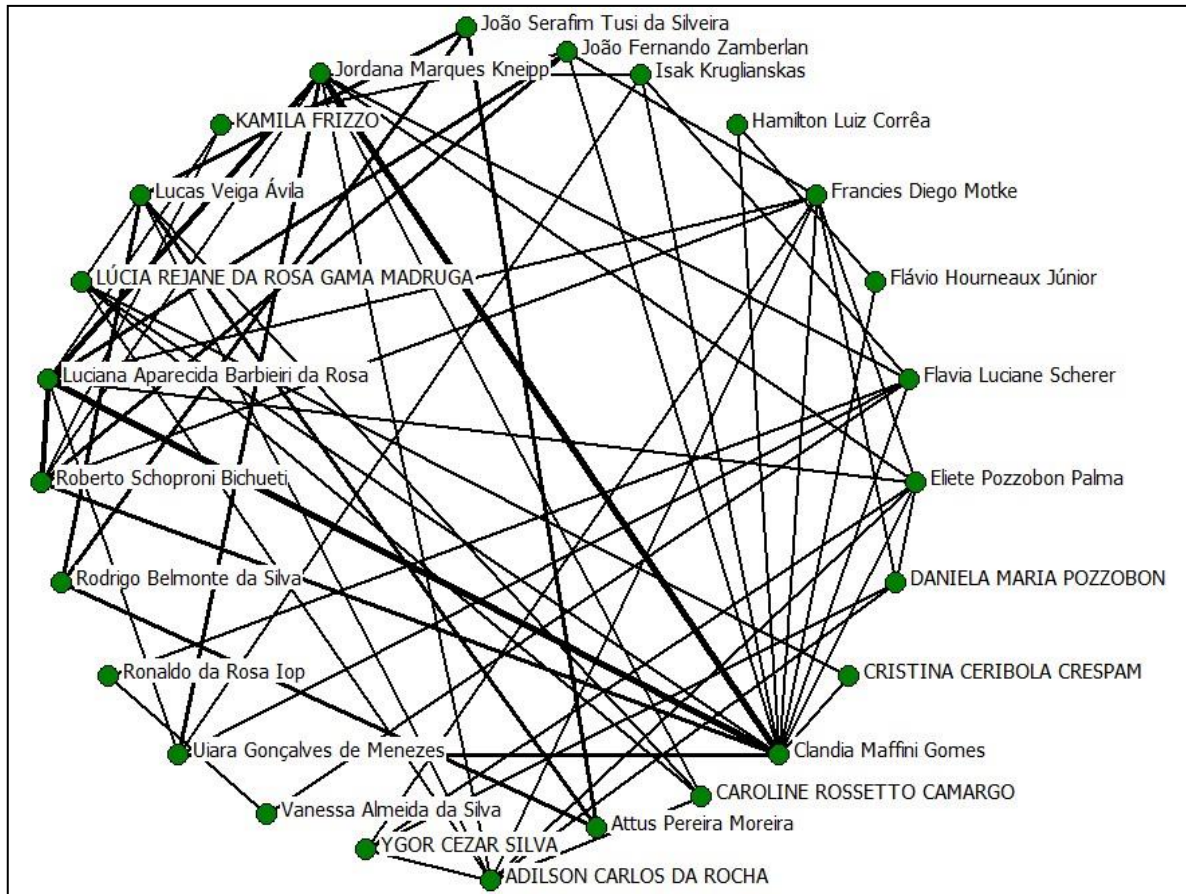 João Serafim Tusi da Silveira
João Fernando Zamberlan
Jordana Marques Kneipp
Isak Kruglianskas
KAMILA FRIZZO
Hamilton Luiz Corrêa
Lucas Veiga Ávila
Francies Diego Motke
LÚCIA REJANE DA ROSA GAMA MADRUGA
Flávio Hourneaux Júnior
Luciana Aparecida Barbieri da Rosa
Flavia Luciane Scherer
Roberto Schoproni Bichueti
Eliete Pozzobon Palma
Rodrigo Belmonte da Silva
DANIELA MARIA POZZOBON
Ronaldo da Rosa Iop
CRISTINA CERIBOLA CRESPAM
Uiara Gonçalves de Menezes
Clandia Maffini Gomes
CAROLINE ROSSETTO CAMARGO
Vanessa Almeida da Silva
Attus Pereira Moreira
YGOR CEZAR SILVA
ADILSON CARLOS DA ROCHA